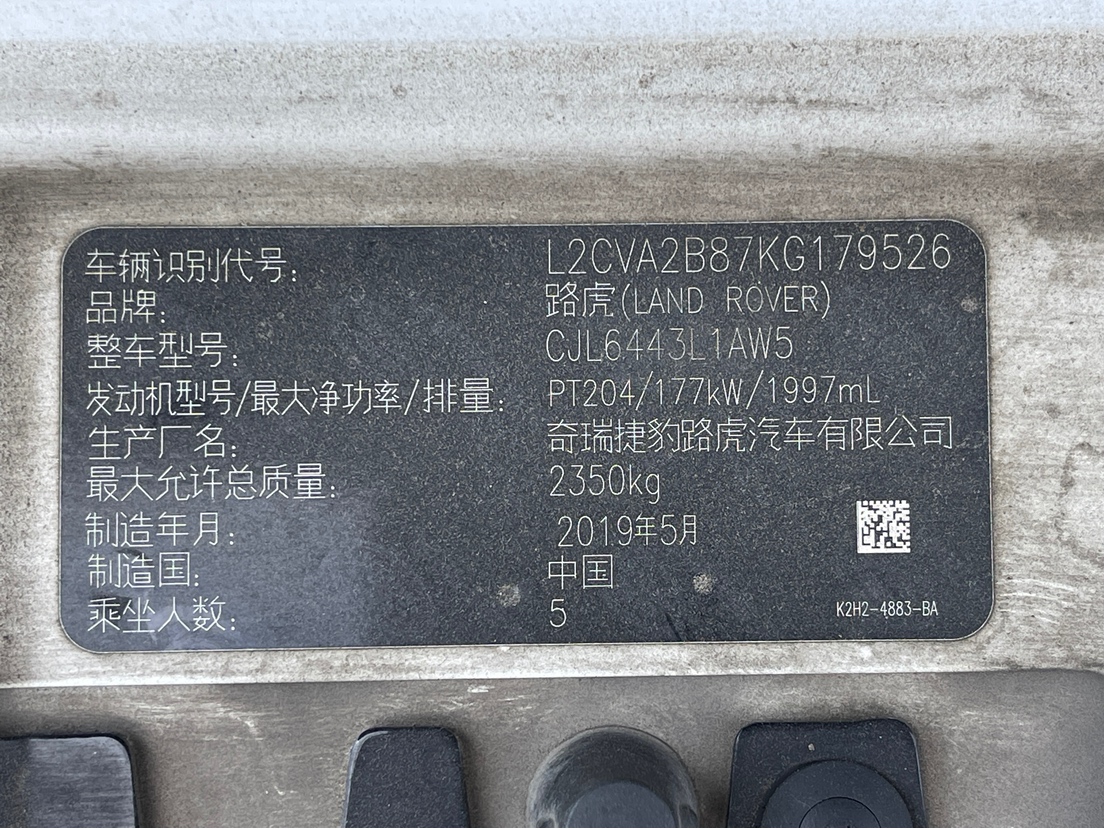 车辆识别代号: L2CVA2B87KG179526
品牌: 路虎(LAND ROVER)
整车型号: CJL6443L1AW5
发动机型号/最大净功率/排量: PT204/177kW/1997mL
生产厂名: 奇瑞捷豹路虎汽车有限公司
最大允许总质量: 2350kg
制造年月: 2019年5月
制造国: 中国
乘坐人数: 5
K2H2-4883-BA